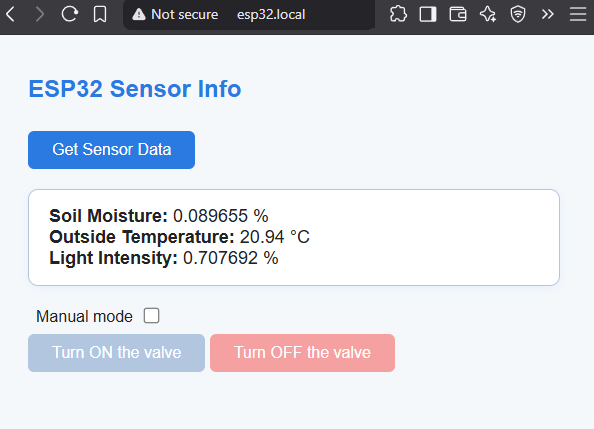 Not secure esp32.local
ESP32 Sensor Info
Get Sensor Data
Soil Moisture: 0.089655 %
Outside Temperature: 20.94 °C
Light Intensity: 0.707692 %
Manual mode
Turn ON the valve Turn OFF the valve